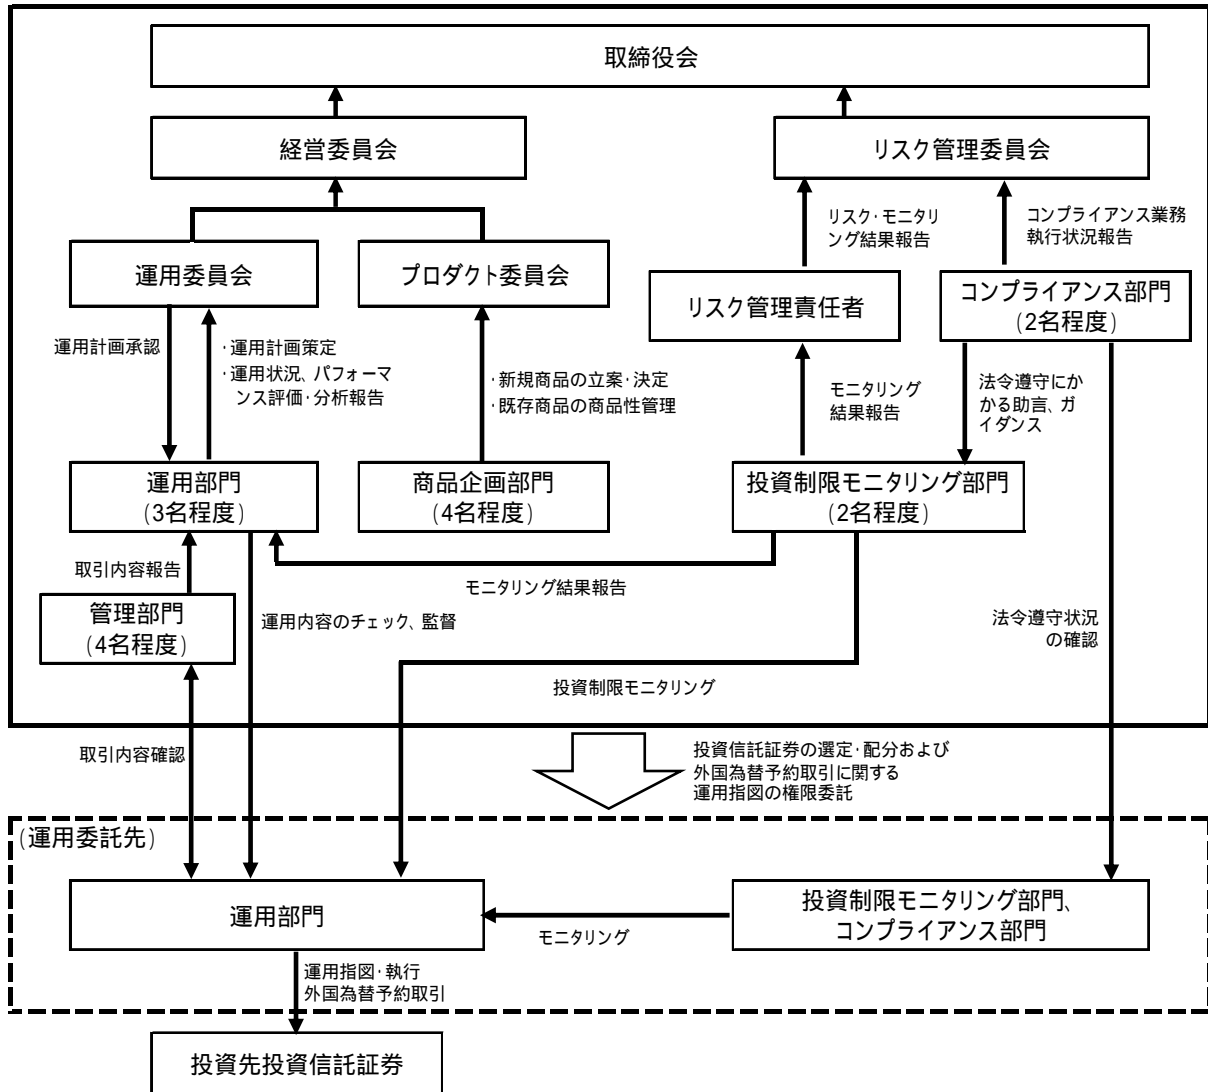 取締役会
経営委員会
リスク管理委員会
リスク･モニタリ
ング結果報告
コンプライアンス業務
執行状況報告
運用委員会
プロダクト委員会
リスク管理責任者
コンプライアンス部門
(2名程度)
運用計画承認
･運用計画策定
･運用状況、パフォーマ
ンス評価･分析報告
･新規商品の立案･決定
･既存商品の商品性管理
モニタリング
結果報告
法令遵守にか
かる助言、ガ
イダンス
運用部門
(3名程度)
商品企画部門
(4名程度)
投資制限モニタリング部門
(2名程度)
取引内容報告
モニタリング結果報告
管理部門
(4名程度)
運用内容のチェック、監督
法令遵守状況
の確認
投資制限モニタリング
取引内容確認
投資信託証券の選定･配分および
外国為替予約取引に関する
運用指図の権限委託
(運用委託先)
運用部門
モニタリング
投資制限モニタリング部門、
コンプライアンス部門
運用指図･執行
外国為替予約取引
投資先投資信託証券